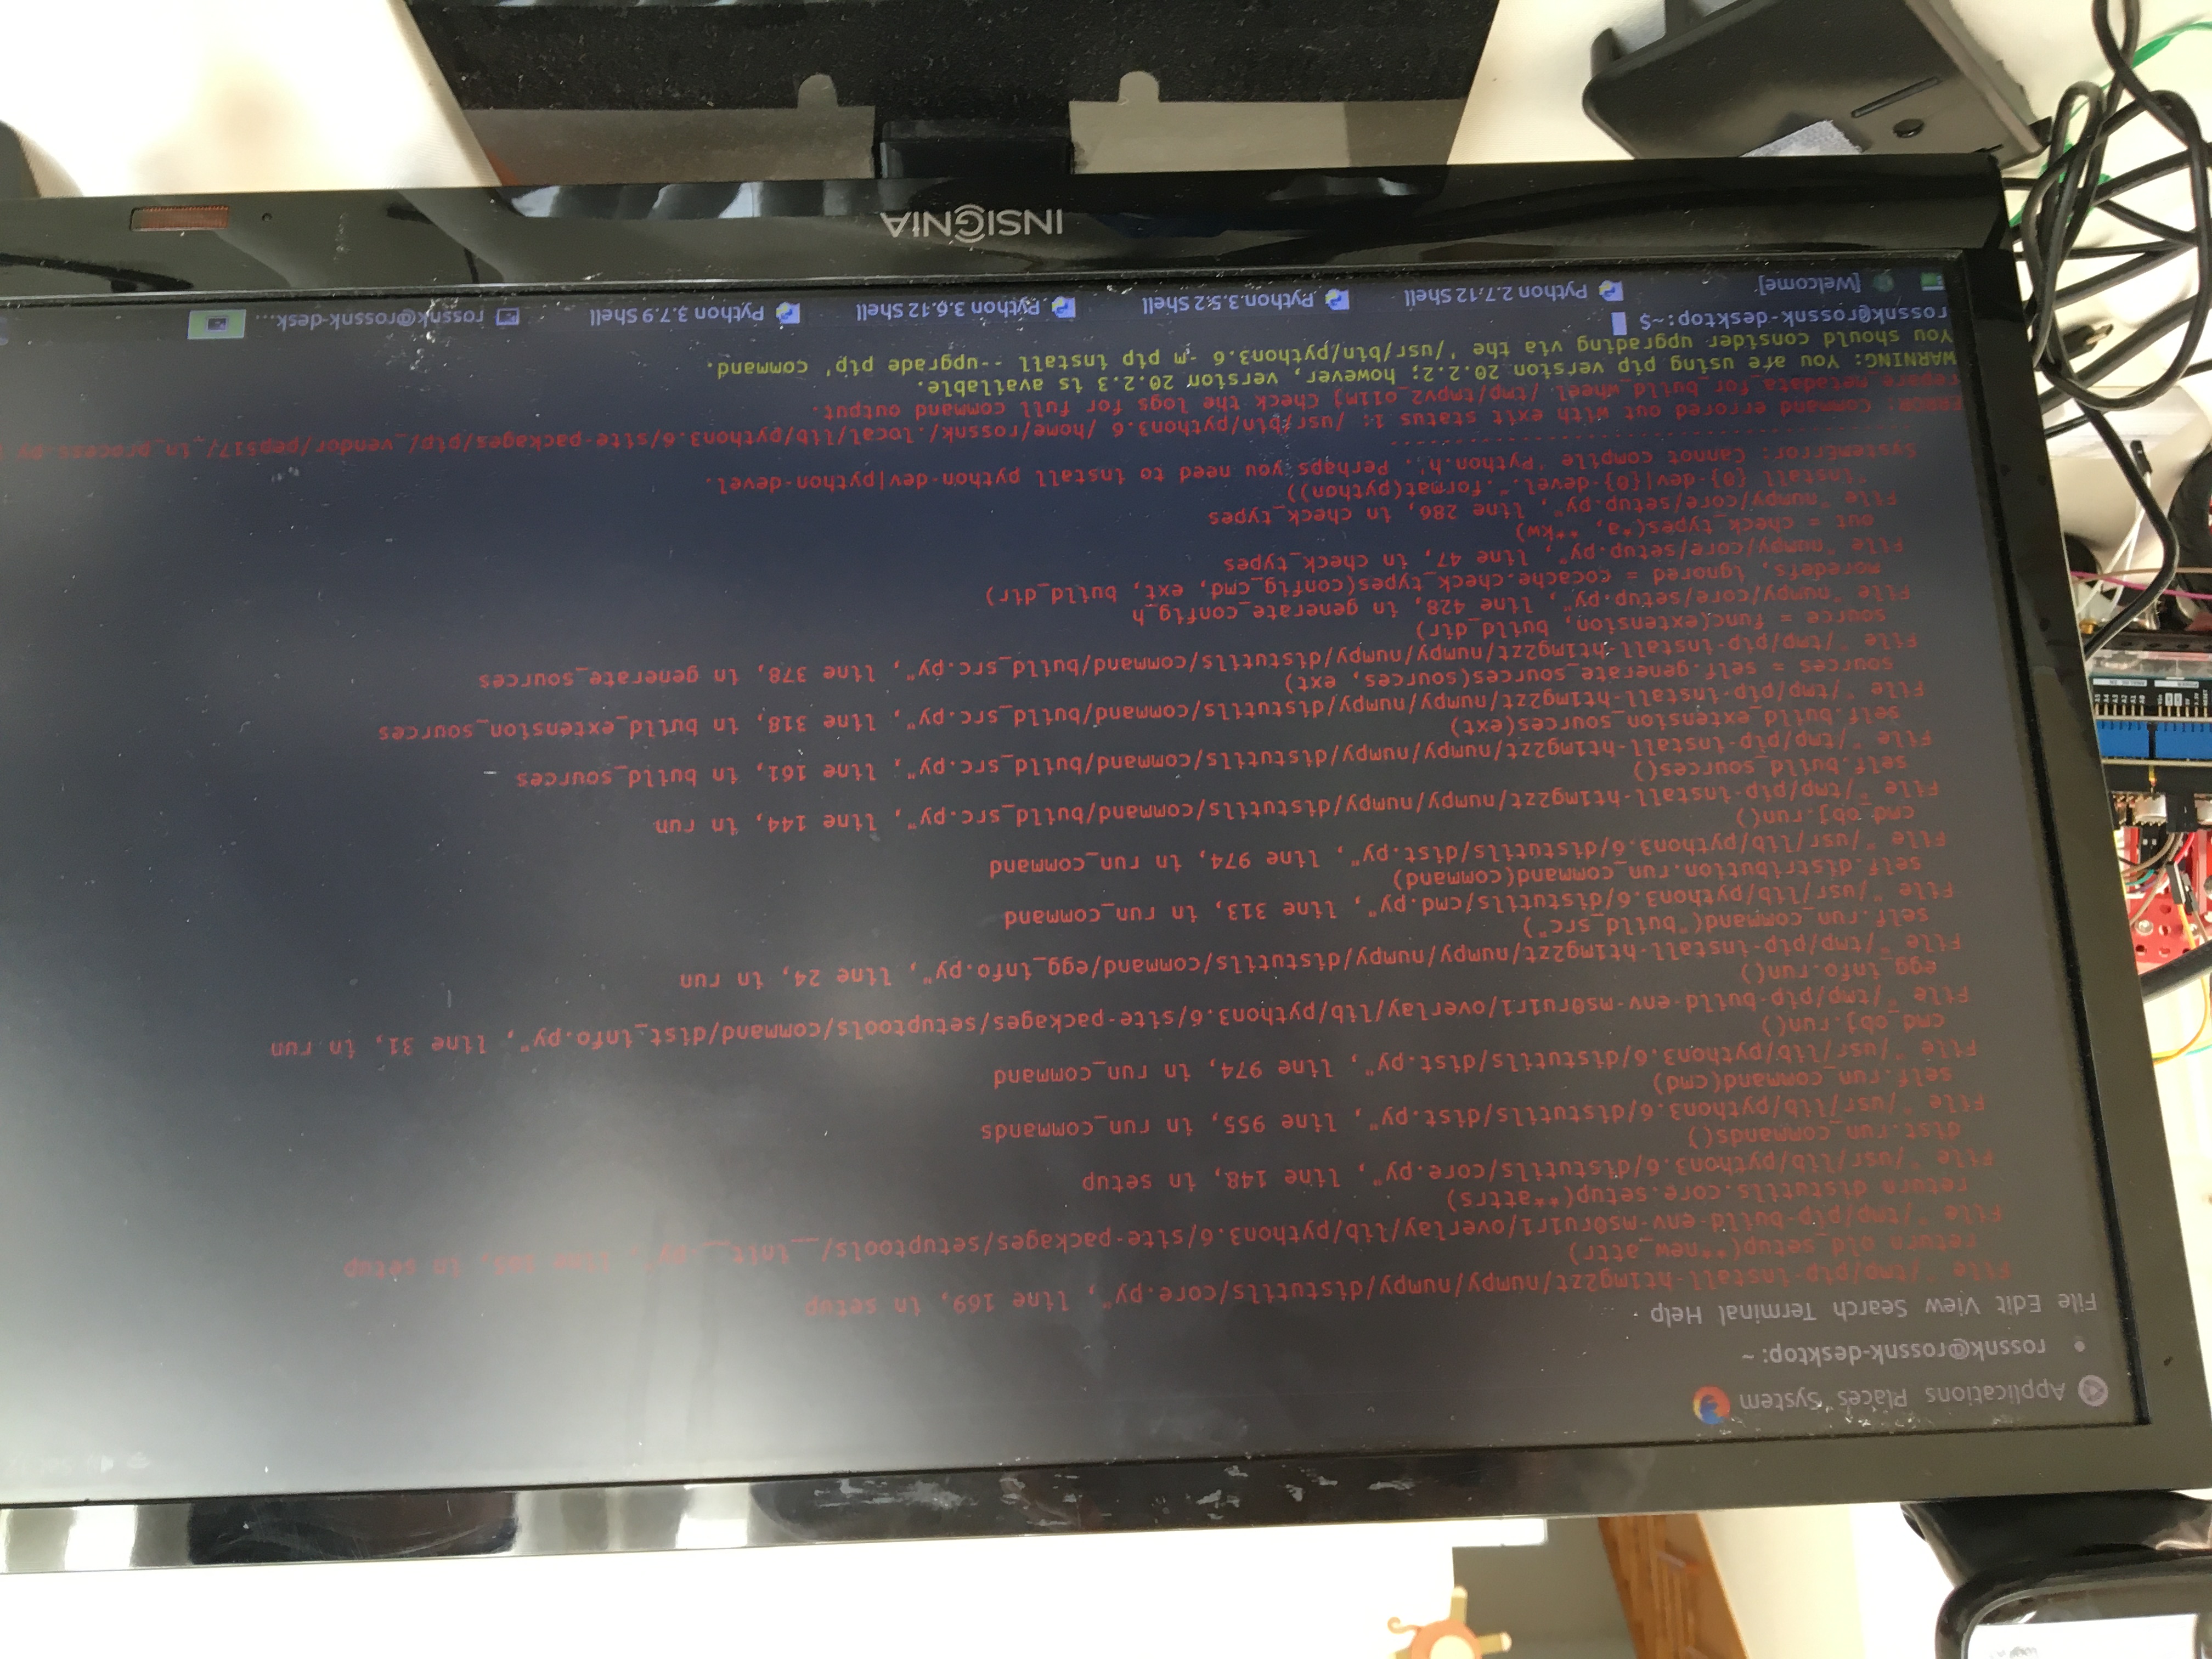 Applications Places System
rossnk@rossnk-desktop: ~
File Edit View Search Terminal Help
File "/tmp/pip-install-ht1mg2zt/numpy/numpy/distutils/core.py", line 169, in setup
return old_setup(**new_attr)
File "/tmp/pip-build-env-ms0ru1r1/overlay/lib/python3.6/site-packages/setuptools/__init__.py", line 165, in setup
return distutils.core.setup(**attrs)
File "/usr/lib/python3.6/distutils/core.py", line 148, in setup
dist.run_commands()
File "/usr/lib/python3.6/distutils/dist.py", line 955, in run_commands
self.run_command(cmd)
File "/usr/lib/python3.6/distutils/dist.py", line 974, in run_command
cmd_obj.run()
File "/tmp/pip-build-env-ms0ru1r1/overlay/lib/python3.6/site-packages/setuptools/command/dist_info.py", line 31, in run
egg_info.run()
File "/tmp/pip-install-ht1mg2zt/numpy/numpy/distutils/command/egg_info.py", line 24, in run
self.run_command("build_src")
File "/usr/lib/python3.6/distutils/cmd.py", line 313, in run_command
self.distribution.run_command(command)
File "/usr/lib/python3.6/distutils/dist.py", line 974, in run_command
cmd_obj.run()
File "/tmp/pip-install-ht1mg2zt/numpy/numpy/distutils/command/build_src.py", line 144, in run
self.build_sources()
File "/tmp/pip-install-ht1mg2zt/numpy/numpy/distutils/command/build_src.py", line 161, in build_sources
self.build_extension_sources(ext)
File "/tmp/pip-install-ht1mg2zt/numpy/numpy/distutils/command/build_src.py", line 318, in build_extension_sources
sources = self.generate_sources(sources, ext)
File "/tmp/pip-install-ht1mg2zt/numpy/numpy/distutils/command/build_src.py", line 378, in generate_sources
source = func(extension, build_dir)
File "numpy/core/setup.py", line 428, in generate_config_h
moredefs, ignored = cocache.check_types(config_cmd, ext, build_dir)
File "numpy/core/setup.py", line 47, in check_types
out = check_types(*a, **kw)
File "numpy/core/setup.py", line 286, in check_types
"install {0}-dev|{0}-devel.".format(python))
SystemError: Cannot compile 'Python.h'. Perhaps you need to install python-dev|python-devel.
----------------------------------------
ERROR: Command errored out with exit status 1: /usr/bin/python3.6 /home/rossnk/.local/lib/python3.6/site-packages/pip/_vendor/pep517/_in_process.py
repare_metadata_for_build_wheel /tmp/tmpv2_o11mj Check the logs for full command output.
WARNING: You are using pip version 20.2.2; however, version 20.2.3 is available.
You should consider upgrading via the '/usr/bin/python3.6 -m pip install --upgrade pip' command.
rossnk@rossnk-desktop:~$
[Welcome] Python 2.7.12 Shell Python 3.5.2 Shell Python 3.6.12 Shell Python 3.7.9 Shell rossnk@rossnk-desk...
INSIGNIA